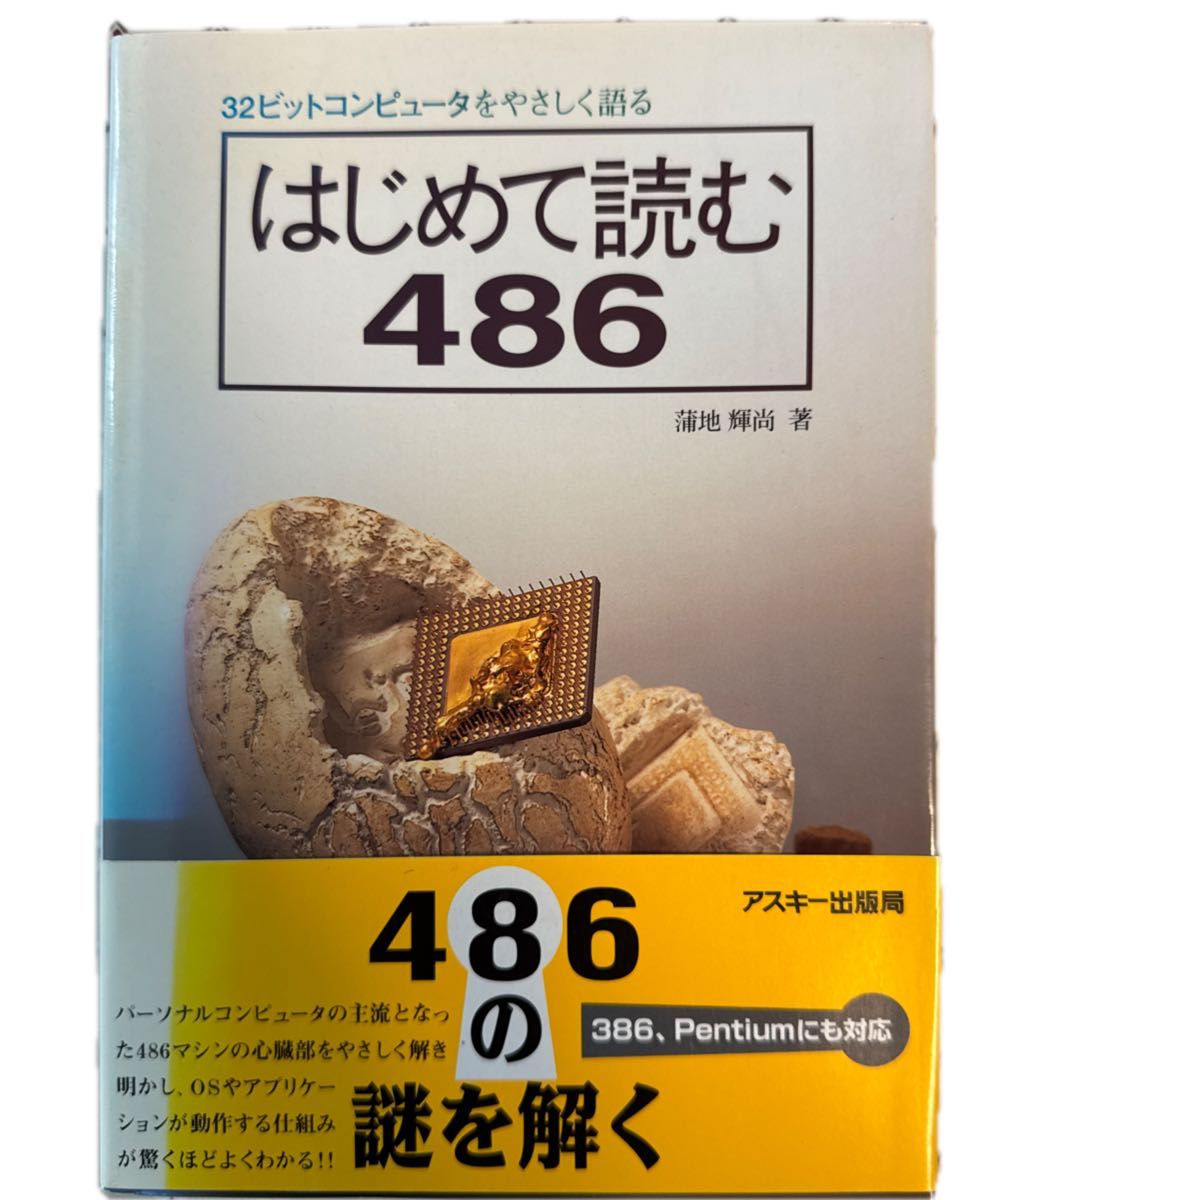 32ビットコンピュータをやさしく語る
はじめて読む
486
蒲地 輝尚 著
486
の
謎を解く
アスキー出版局
386、Pentiumにも対応
パーソナルコンピュータの主流となっ
た486マシンの心臓部をやさしく解き
明かし、OSやアプリケー
ションが動作する仕組み
が驚くほどよくわかる!!